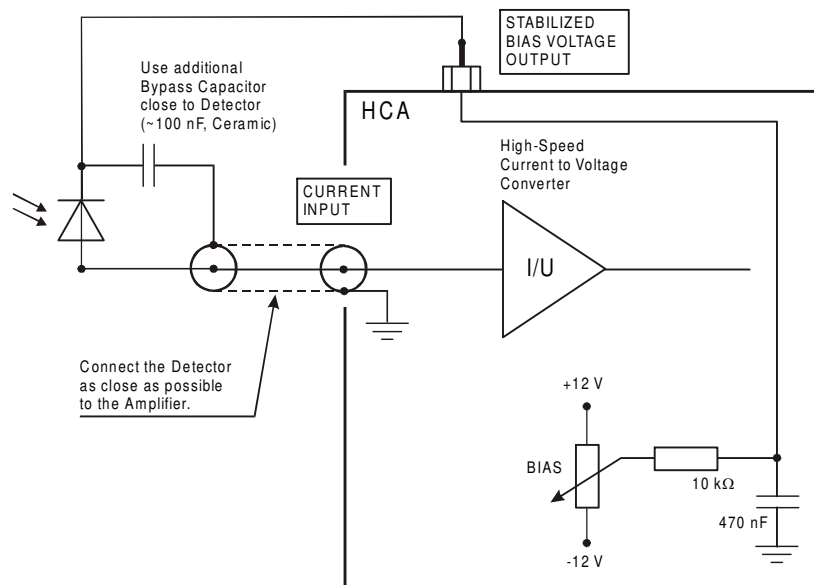 STABILIZED
BIAS VOLTAGE
OUTPUT
Use additional
Bypass Capacitor
close to Detector
(~100 nF, Ceramic)
HCA
High-Speed
Current to Voltage
Converter
CURRENT
INPUT
I/U
Connect the Detector
as close as possible
to the Amplifier.
+12 V
BIAS
10 kΩ
470 nF
-12 V